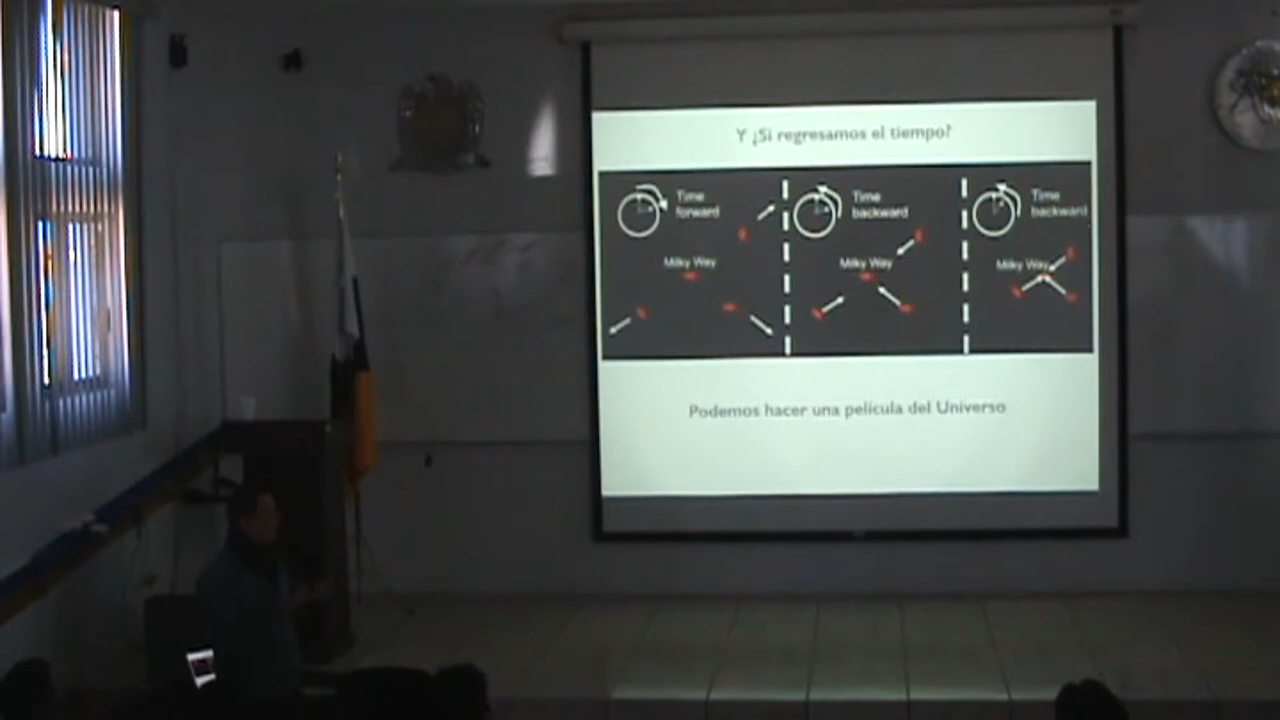 Y ¿Si regresamos el tiempo?
Time
forward
Milky Way
Time
backward
Milky Way
Time
backward
Milky Way
Podemos hacer una película del Universo